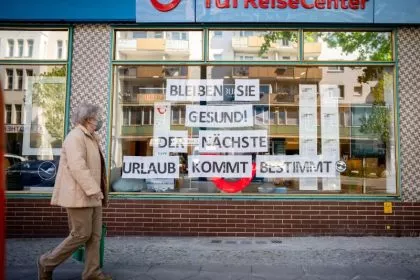 TUI ReiseCenter
BLEIBEN SIE
GESUND!
DER NÄCHSTE
URLAUB KOMMT BESTIMMT
!